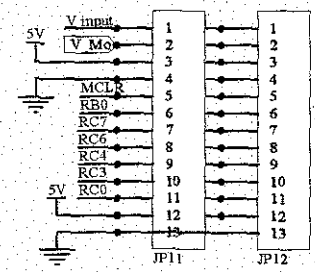 V input 1 1
5V
V_Mo 2 2
3 3
4 4
MCLR 5 5
RB0 6 6
RC7 7 7
RC6 8 8
RC4 9 9
RC3 10 10
RC0 11 11
5V
12 12
13 13
JP11 JP12